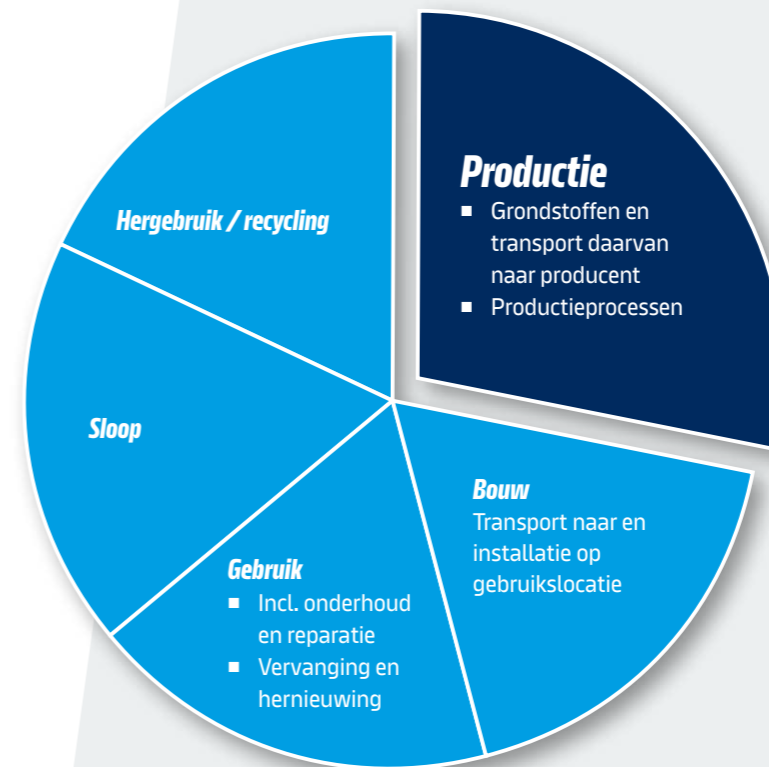 Productie
■ Grondstoffen en
transport daarvan
naar producent
■ Productieprocessen
Bouw
Transport naar en
installatie op
gebruikslocatie
Gebruik
■ Incl. onderhoud
en reparatie
■ Vervanging en
hernieuwing
Sloop
Hergebruik / recycling